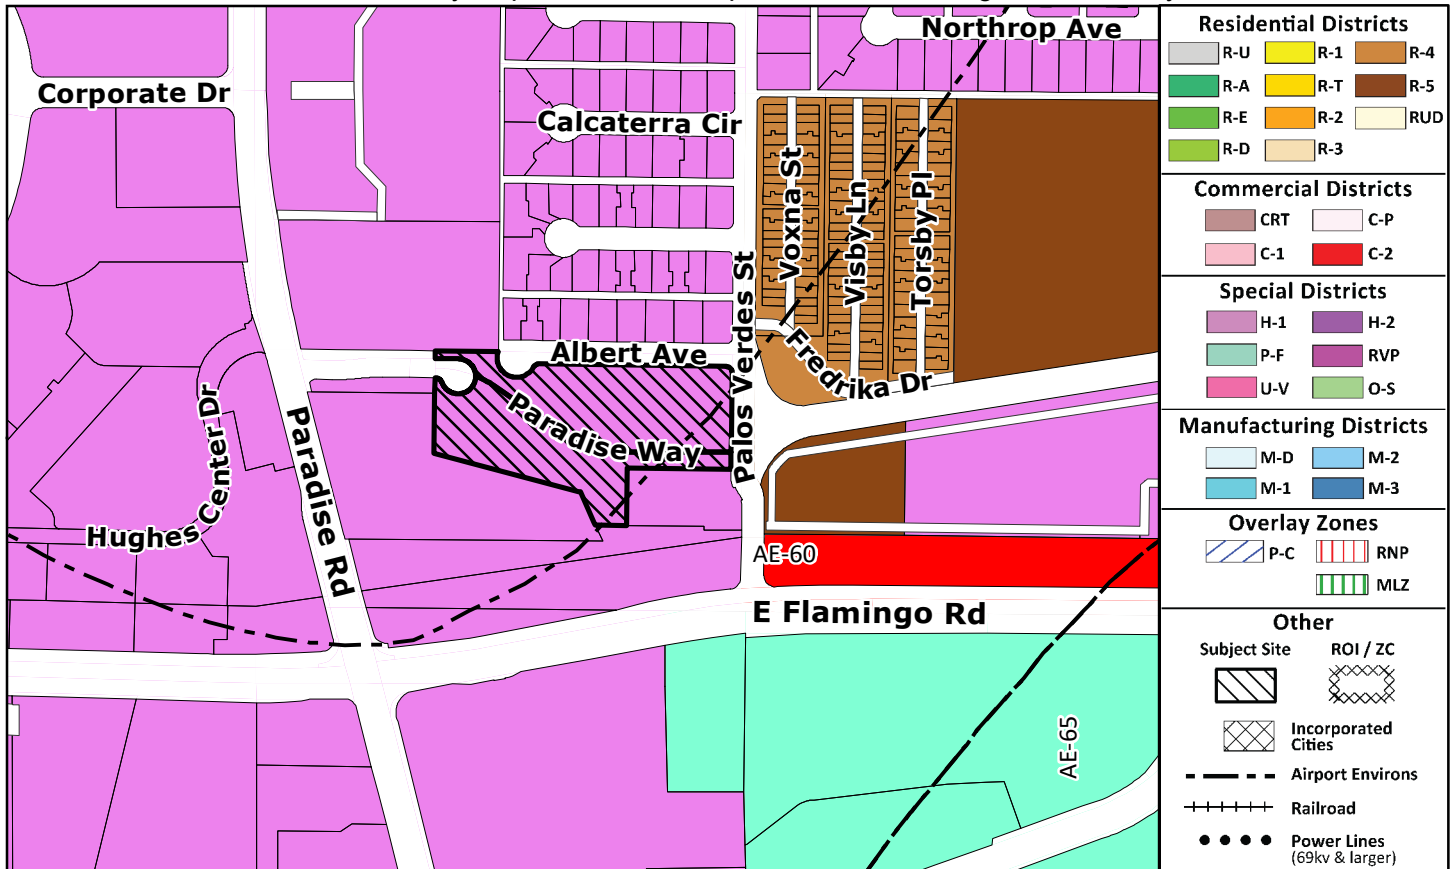 Northrop Ave
Corporate Dr
Calcaterra Cir
Voxna St
Visby Ln
Torsby Pl
Palos Verdes St
Albert Ave
Fredrika Dr
Paradise Way
Hughes Center Dr
Paradise Rd
AE-60
E Flamingo Rd
AE-65
Residential Districts
R-U R-1 R-4
R-A R-T R-5
R-E R-2 RUD
R-D R-3
Commercial Districts
CRT C-P
C-1 C-2
Special Districts
H-1 H-2
P-F RVP
U-V O-S
Manufacturing Districts
M-D M-2
M-1 M-3
Overlay Zones
P-C RNP
MLZ
Other
Subject Site ROI / ZC
Incorporated
Cities
Airport Environs
Railroad
Power Lines
(69kv & larger)